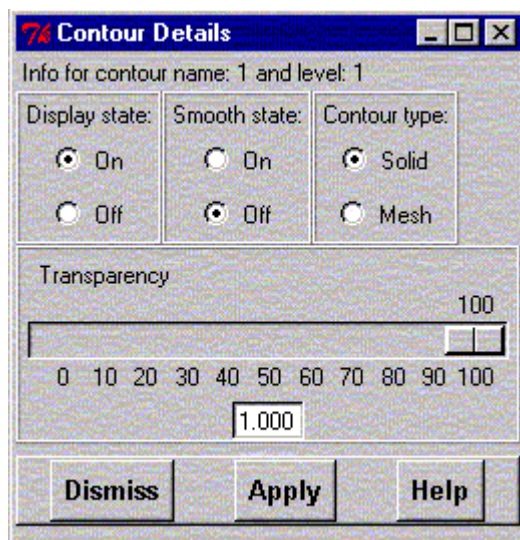 7k Contour Details
Info for contour name: 1 and level: 1
Display state: Smooth state: Contour type:
On On Solid
Off Off Mesh
Transparency
100
0 10 20 30 40 50 60 70 80 90 100
1.000
Dismiss Apply Help